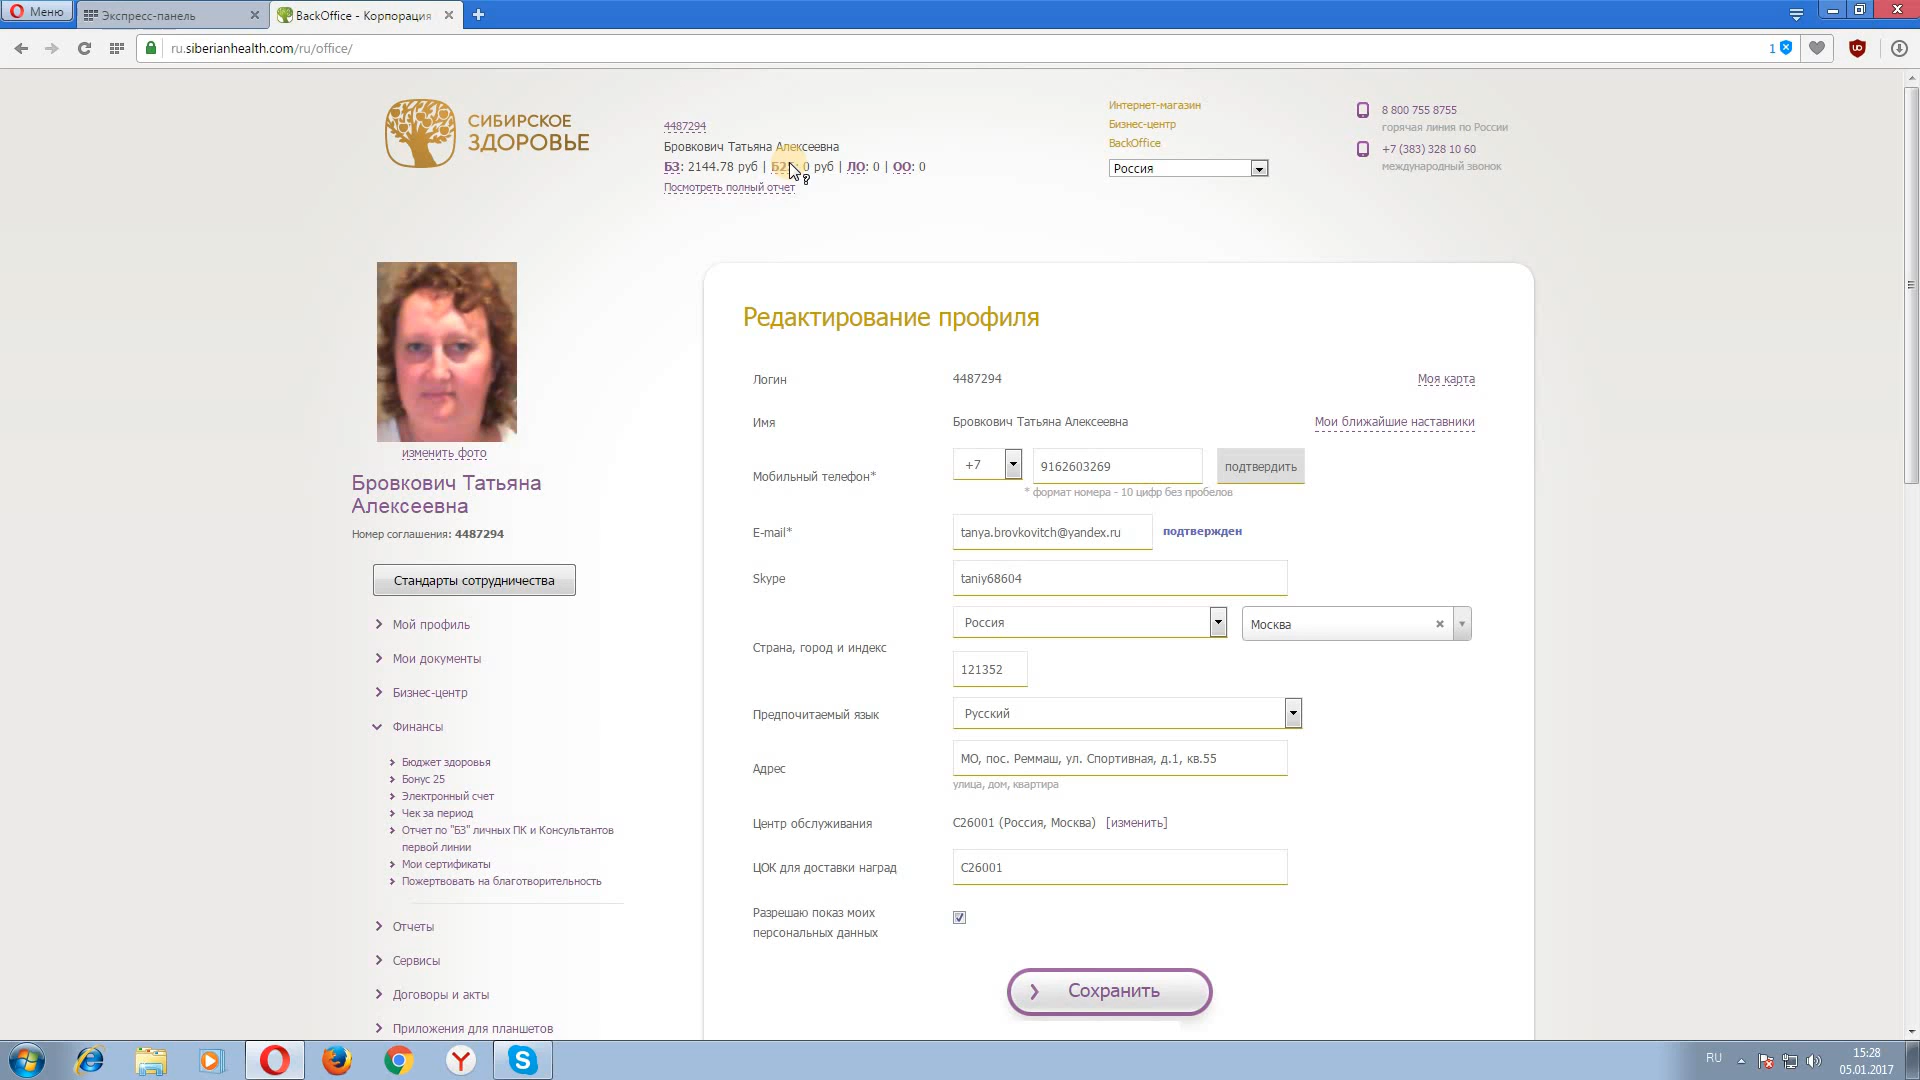 Меню
Экспресс-панель
BackOffice - Корпорация
ru.siberianhealth.com/ru/office/
1
СИБИРСКОЕ
ЗДОРОВЬЕ
4487294
Бровкович Татьяна Алексеевна
БЗ: 2144.78 руб | Б25: 0 руб | ЛО: 0 | ОО: 0
Посмотреть полный отчет
Интернет-магазин
Бизнес-центр
BackOffice
Россия
8 800 755 8755
горячая линия по России
+7 (383) 328 10 60
международный звонок
изменить фото
Бровкович Татьяна
Алексеевна
Номер соглашения: 4487294
Стандарты сотрудничества
Мой профиль
Мои документы
Бизнес-центр
Финансы
Бюджет здоровья
Бонус 25
Электронный счет
Чек за период
Отчет по "БЗ" личных ПК и Консультантов
первой линии
Мои сертификаты
Пожертвовать на благотворительность
Отчеты
Сервисы
Договоры и акты
Приложения для планшетов
Редактирование профиля
Логин 4487294 Моя карта
Имя Бровкович Татьяна Алексеевна Мои ближайшие наставники
Мобильный телефон* +7 9162603269 подтвердить
* формат номера - 10 цифр без пробелов
E-mail* tanya.brovkovitch@yandex.ru подтвержден
Skype taniy68604
Россия Москва
Страна, город и индекс
121352
Предпочитаемый язык Русский
Адрес МО, пос. Реммаш, ул. Спортивная, д.1, кв.55
улица, дом, квартира
Центр обслуживания С26001 (Россия, Москва) [изменить]
ЦОК для доставки наград С26001
Разрешаю показ моих
персональных данных
Сохранить
RU
15:28
05.01.2017